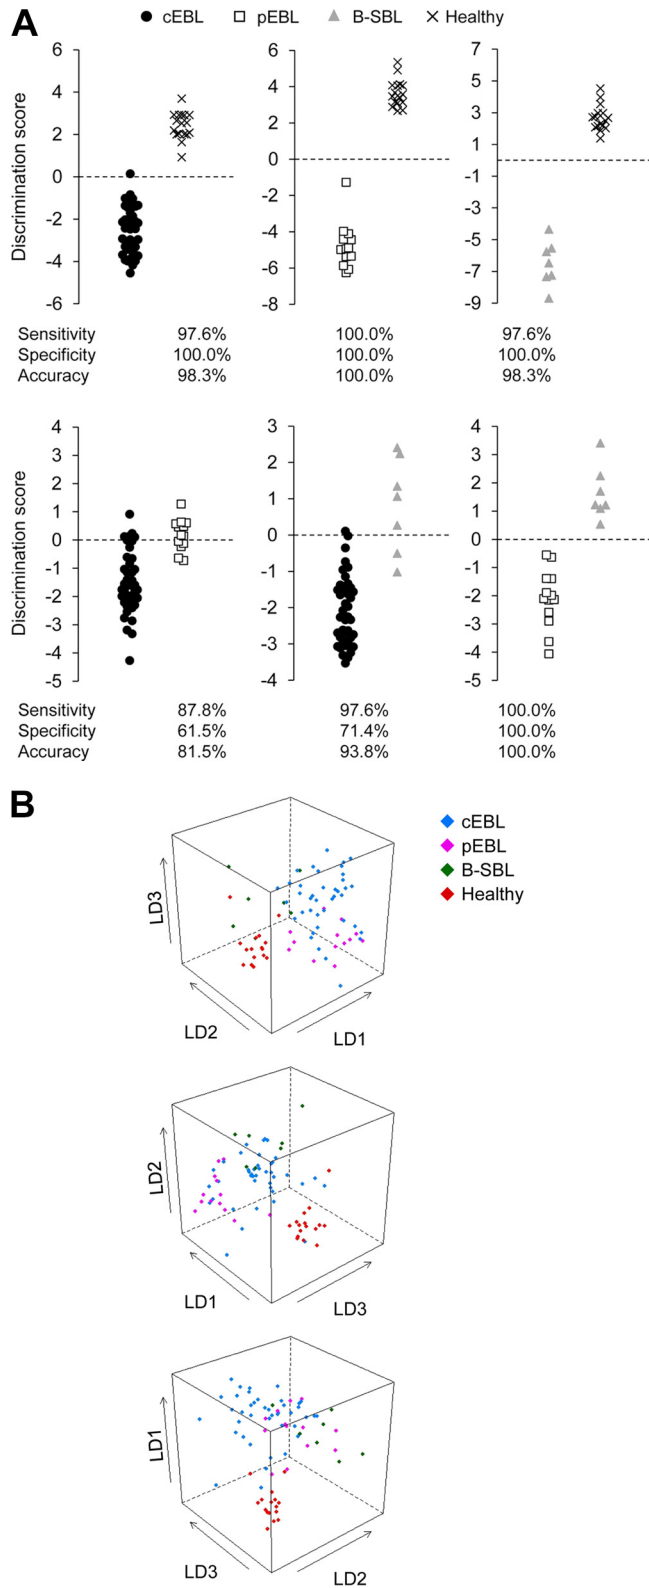 A
cEBL pEBL B-SBL Healthy
Discrimination score
6
4
2
0
-2
-4
-6
6
4
2
0
-2
-4
-6
-8
7
5
3
1
-1
-3
-5
-7
-9
Sensitivity 97.6% 100.0% 97.6%
Specificity 100.0% 100.0% 100.0%
Accuracy 98.3% 100.0% 98.3%
Discrimination score
4
3
2
1
0
-1
-2
-3
-4
-5
3
2
1
0
-1
-2
-3
-4
4
3
2
1
0
-1
-2
-3
-4
-5
Sensitivity 87.8% 97.6% 100.0%
Specificity 61.5% 71.4% 100.0%
Accuracy 81.5% 93.8% 100.0%
B
cEBL
pEBL
B-SBL
Healthy
LD3
LD2
LD1
LD2
LD1
LD3
LD1
LD3
LD2